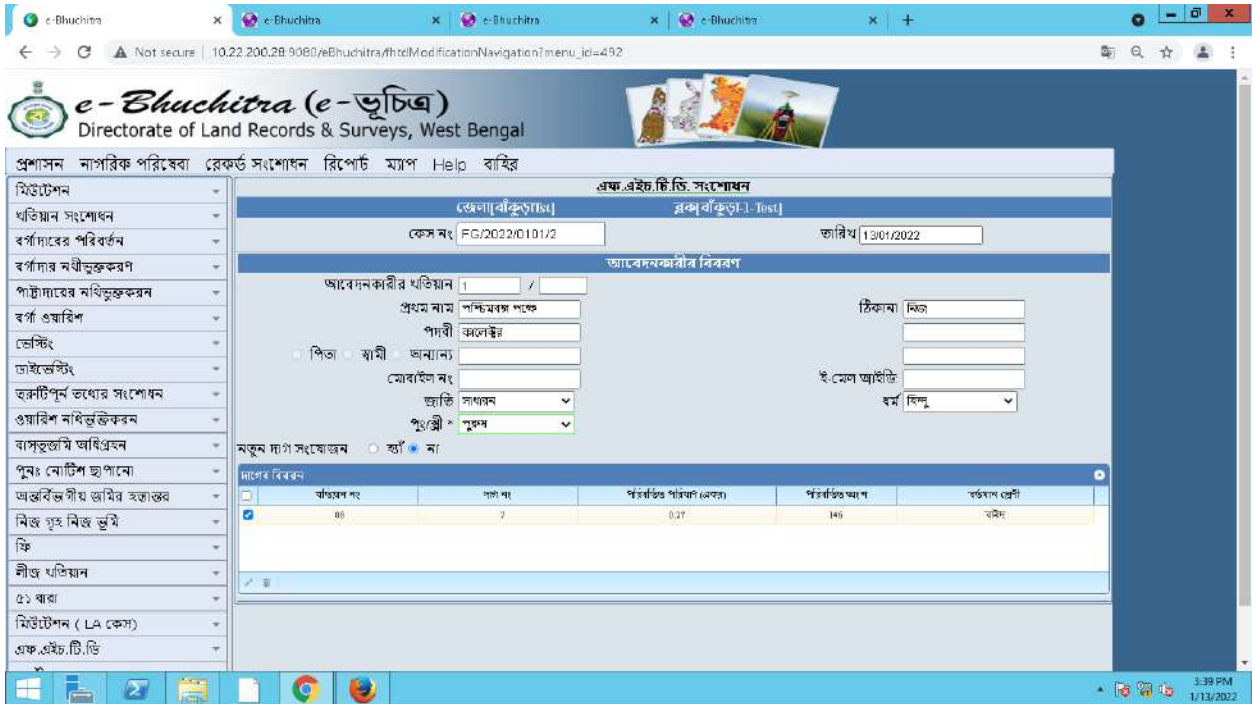 e-Bhuchitra
e-Bhuchitra
e-Bhuchitra
e-Bhuchitra
Not secure | 10.22.200.28:9080/eBhuchitra/fhtdModificationNavigation?menu_id=492
e-Bhuchitra (e-ভূচিত্র)
Directorate of Land Records & Surveys, West Bengal
প্রশাসন নাগরিক পরিষেবা রেকর্ড সংশোধন রিপোর্ট ম্যাপ Help বাহির
মিউটেশন
খতিয়ান সংশোধন
বর্গাদারের পরিবর্তন
বর্গাদার নথীভুক্তকরণ
পাট্টাদারের নথিভুক্তকরন
বর্গা ওয়ারিশ
ভেস্টিং
ডাইভেস্টিং
ত্রুটিপূর্ন তথ্যের সংশোধন
ওয়ারিশ নথিভুক্তিকরন
বাস্তুজমি অধিগ্রহন
পুনঃ নোটিশ ছাপানো
অন্তর্বিভাগীয় জমির হস্তান্তর
নিজ গৃহ নিজ ভূমি
ফি
লীজ খতিয়ান
৫১ ধারা
মিউটেশন ( LA কেস)
এফ.এইচ.টি.ডি
এফ.এইচ.টি.ডি. সংশোধন
জেলা[বাঁকুড়াTest] ব্লক[বাঁকুড়া-1-Test]
কেস নং FG/2022/0101/2 তারিখ 13/01/2022
আবেদনকারীর বিবরণ
আবেদনকারীর খতিয়ান 1 /
প্রথম নাম পশ্চিমবঙ্গ পক্ষে ঠিকানা নিজ
পদবী কালেক্টর
পিতা স্বামী অন্যান্য
মোবাইল নং ই-মেল আইডি
জাতি সাধারন ধর্ম হিন্দু
পুং/স্ত্রী * পুরুষ
নতুন দাগ সংযোজন হ্যাঁ না
দাগের বিবরন
খতিয়ান নং দাগ নং পরিবর্তিত পরিমাণ (একর) পরিবর্তিত অংশ বর্তমান শ্রেণী
88 2 0.27 146 বাইদ
3:39 PM
1/13/2022